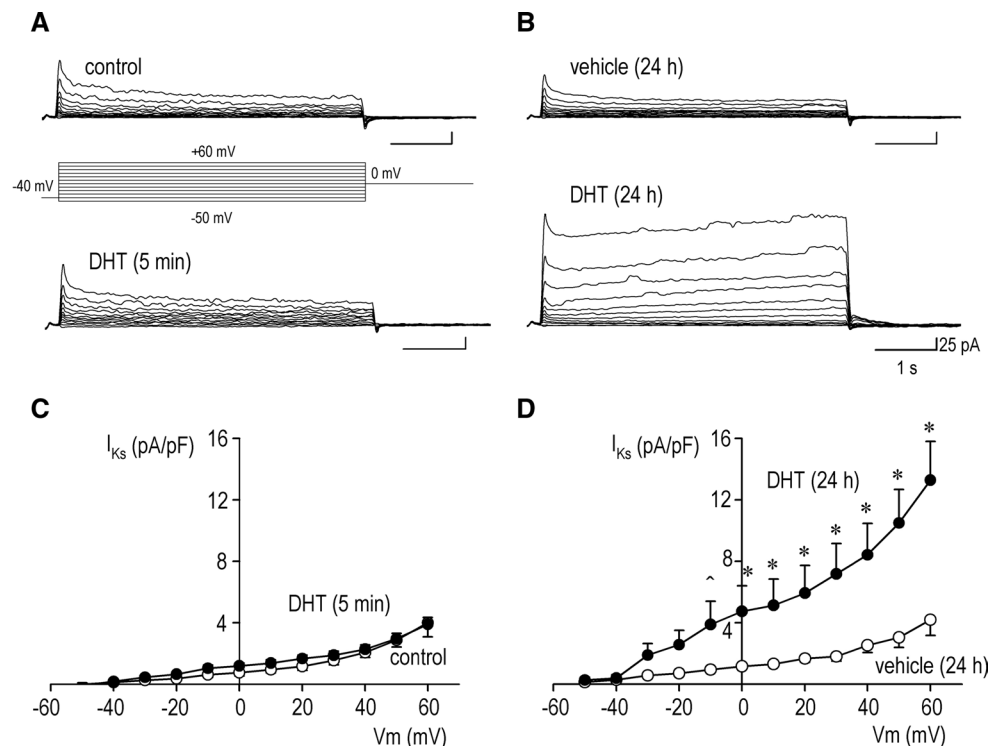 A
control
+60 mV
-40 mV
0 mV
-50 mV
DHT (5 min)
B
vehicle (24 h)
DHT (24 h)
25 pA
1 s
C
I_Ks (pA/pF)
16
12
8
4
DHT (5 min)
control
-60 -40 -20 0 20 40 60
Vm (mV)
D
I_Ks (pA/pF)
16
12
8
4
DHT (24 h)
^ * * * * * * *
vehicle (24 h)
-60 -40 -20 0 20 40 60
Vm (mV)